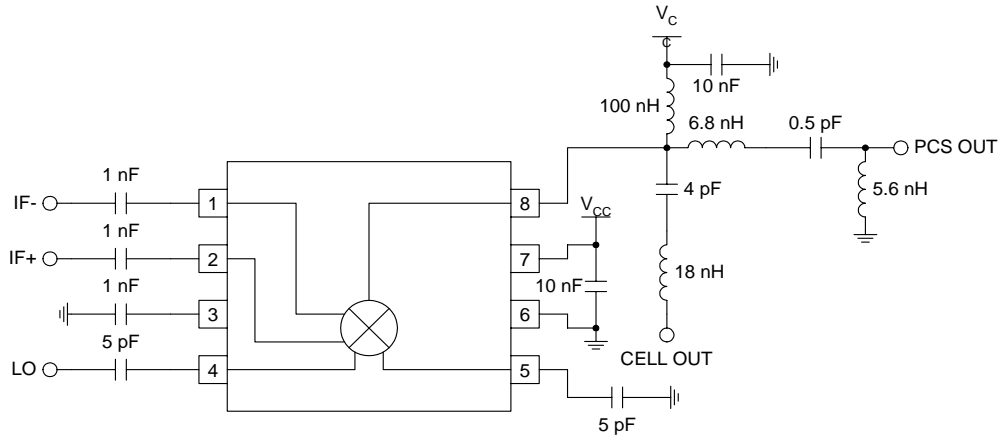 V_C
C
10 nF
100 nH
6.8 nH
0.5 pF
PCS OUT
1 nF
4 pF
5.6 nH
IF-
1
8
1 nF
V_CC
IF+
2
7
18 nH
1 nF
10 nF
3
6
5 pF
CELL OUT
LO
4
5
5 pF